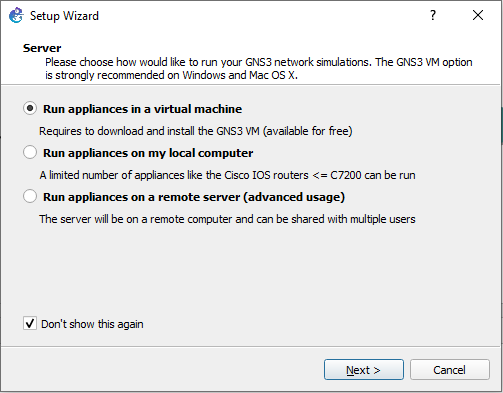 Setup Wizard
?
Server
Please choose how would like to run your GNS3 network simulations. The GNS3 VM option
is strongly recommended on Windows and Mac OS X.
Run appliances in a virtual machine
Requires to download and install the GNS3 VM (available for free)
Run appliances on my local computer
A limited number of appliances like the Cisco IOS routers <= C7200 can be run
Run appliances on a remote server (advanced usage)
The server will be on a remote computer and can be shared with multiple users
Don't show this again
Next >
Cancel